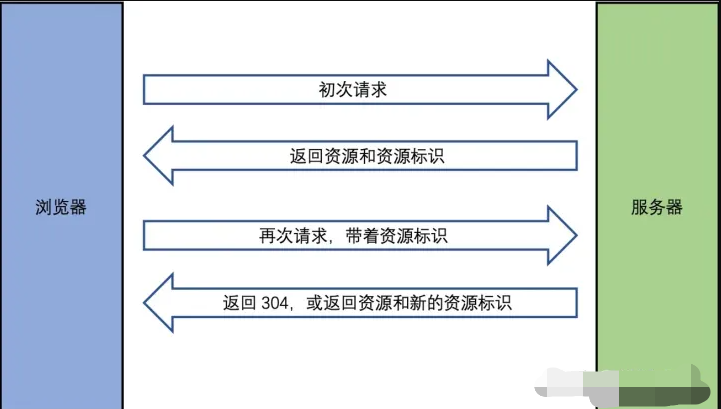 初次请求
返回资源和资源标识
浏览器
服务器
再次请求，带着资源标识
返回 304，或返回资源和新的资源标识